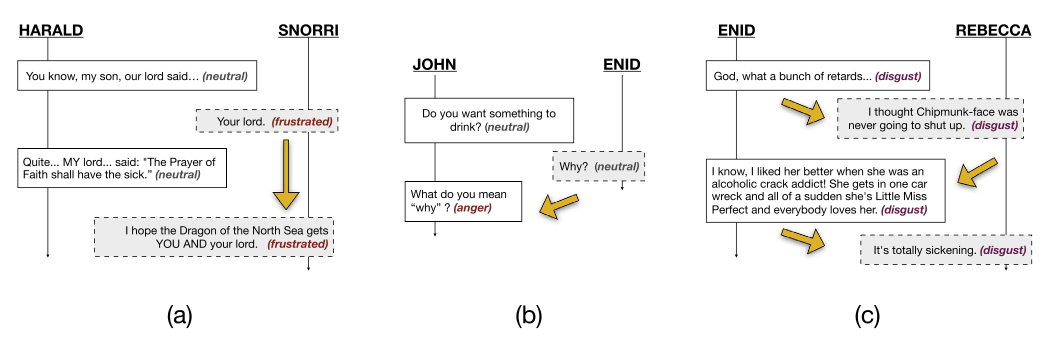 HARALD
SNORRI
You know, my son, our lord said… (neutral)
Your lord. (frustrated)
Quite... MY lord... said: "The Prayer of
Faith shall have the sick.” (neutral)
I hope the Dragon of the North Sea gets
YOU AND your lord. (frustrated)
(a)
JOHN
ENID
Do you want something to
drink? (neutral)
Why? (neutral)
What do you mean
“why” ? (anger)
(b)
ENID
REBECCA
God, what a bunch of retards... (disgust)
I thought Chipmunk-face was
never going to shut up. (disgust)
I know, I liked her better when she was an
alcoholic crack addict! She gets in one car
wreck and all of a sudden she's Little Miss
Perfect and everybody loves her. (disgust)
It's totally sickening. (disgust)
(c)